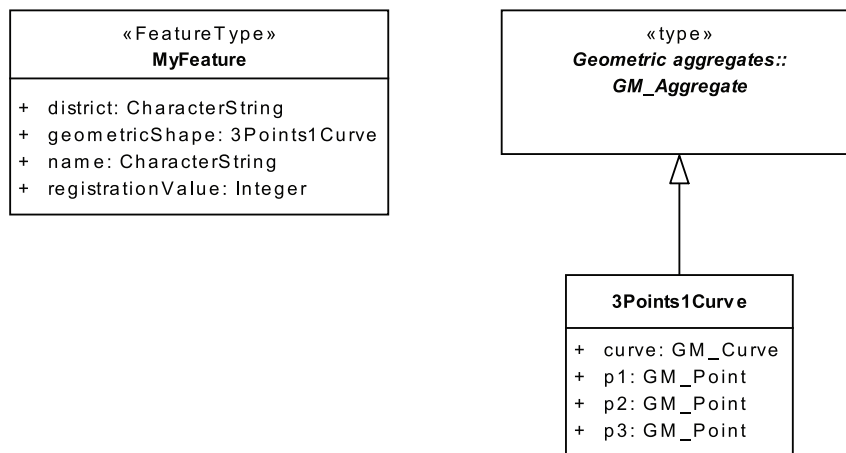 «FeatureType»
MyFeature
+ district: CharacterString
+ geometricShape: 3Points1Curve
+ name: CharacterString
+ registrationValue: Integer
«type»
Geometric aggregates::
GM_Aggregate
3Points1Curve
+ curve: GM_Curve
+ p1: GM_Point
+ p2: GM_Point
+ p3: GM_Point